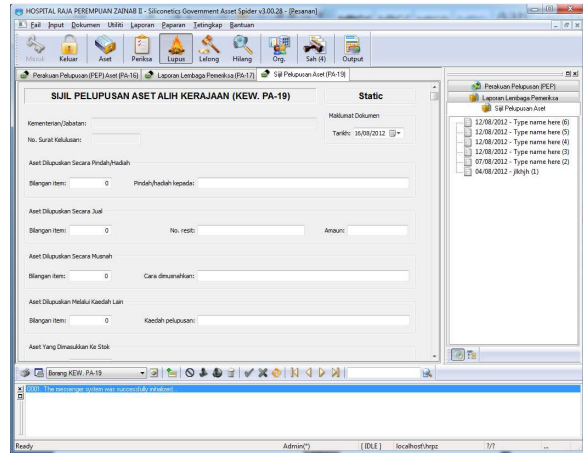 HOSPITAL RAJA PEREMPUAN ZAINAB II - Siliconetics Government Asset Spider v3.00.28 - [Pesanan]
Fail Input Dokumen Utiliti Laporan Paparan Tetingkap Bantuan
Masuk Keluar Aset Periksa Lupus Lelong Hilang Org. Sah (4) Output
Perakuan Pelupusan (PEP) Aset (PA-16) Laporan Lembaga Pemeriksa (PA-17) Sijil Pelupusan Aset (PA-19)
SIJIL PELUPUSAN ASET ALIH KERAJAAN (KEW. PA-19) Static
Maklumat Dokumen
Kementerian/Jabatan:
Tarikh: 16/08/2012
No. Surat Kelulusan:
Aset Dilupuskan Secara Pindah/Hadiah
Bilangan item: 0 Pindah/hadiah kepada:
Aset Dilupuskan Secara Jual
Bilangan item: 0 No. resit: Amaun:
Aset Dilupuskan Secara Musnah
Bilangan item: 0 Cara dimusnahkan:
Aset Dilupuskan Melalui Kaedah Lain
Bilangan item: 0 Kaedah pelupusan:
Aset Yang Dimasukkan Ke Stok
Perakuan Pelupusan (PEP)
Laporan Lembaga Pemeriksa
Sijil Pelupusan Aset
12/08/2012 - Type name here (6)
12/08/2012 - Type name here (5)
12/08/2012 - Type name here (4)
12/08/2012 - Type name here (3)
07/08/2012 - Type name here (2)
04/08/2012 - jlkhjh (1)
Borang KEW. PA-19
0001. The messenger system was successfully initialized...
Ready Admin(*) [ IDLE ] localhost\hrpz ?/? ...